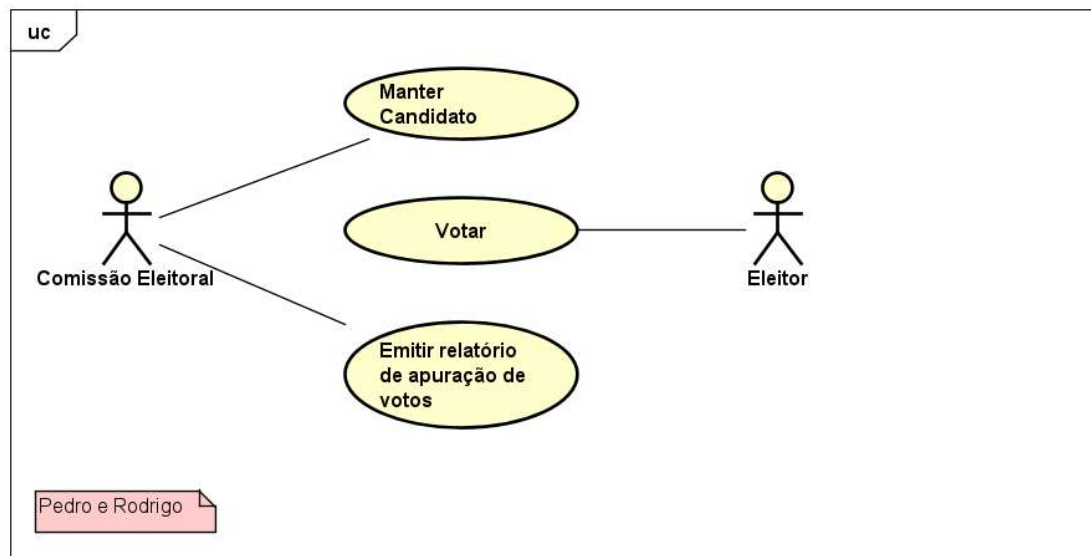 uc
Manter
Candidato
Votar
Comissão Eleitoral
Eleitor
Emitir relatório
de apuração de
votos
Pedro e Rodrigo